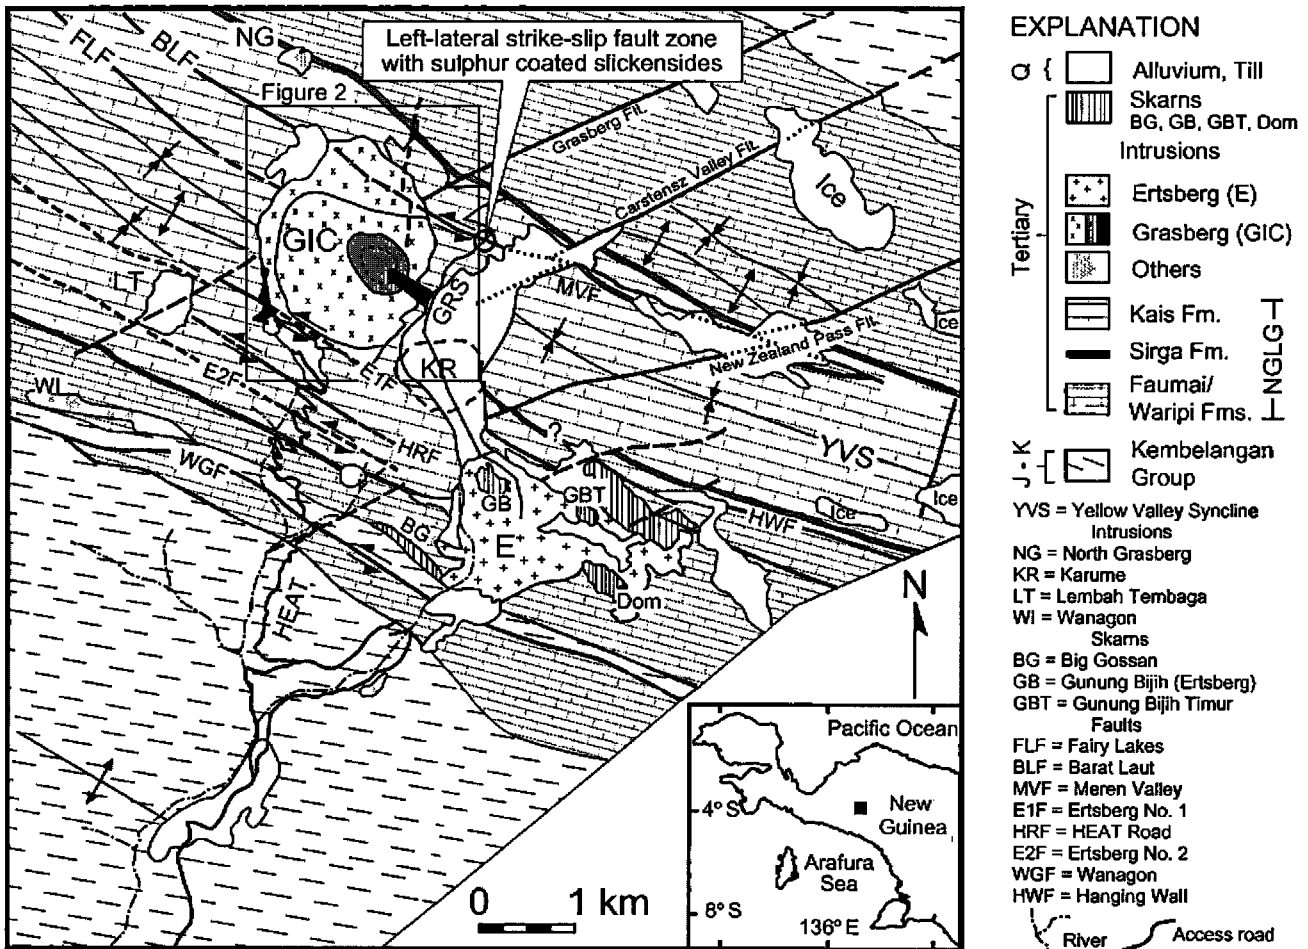 NG
FLF
BLF
Left-lateral strike-slip fault zone
with sulphur coated slickensides
Figure 2
Grasberg Flt.
Carstensz Valley Flt.
Ice
GIC
GRS
LT
MVF
Ice
New Zealand Pass Flt.
KR
E1F
E2F
WI
?
YVS
HRF
WGF
GB
GBT
Ice
Ice
HWF
BG
E
Dom
HEAT
N
0 1 km
Pacific Ocean
4° S
New
Guinea
Arafura
Sea
8° S
136° E
EXPLANATION
Q { Alluvium, Till
Skarns
BG, GB, GBT, Dom
Intrusions
Ertsberg (E)
Grasberg (GIC)
Others
Tertiary
Kais Fm.
Sirga Fm.
NGLG
Faumai/
Waripi Fms.
J - K
Kembelangan
Group
YVS = Yellow Valley Syncline
Intrusions
NG = North Grasberg
KR = Karume
LT = Lembah Tembaga
WI = Wanagon
Skarns
BG = Big Gossan
GB = Gunung Bijih (Ertsberg)
GBT = Gunung Bijih Timur
Faults
FLF = Fairy Lakes
BLF = Barat Laut
MVF = Meren Valley
E1F = Ertsberg No. 1
HRF = HEAT Road
E2F = Ertsberg No. 2
WGF = Wanagon
HWF = Hanging Wall
River Access road